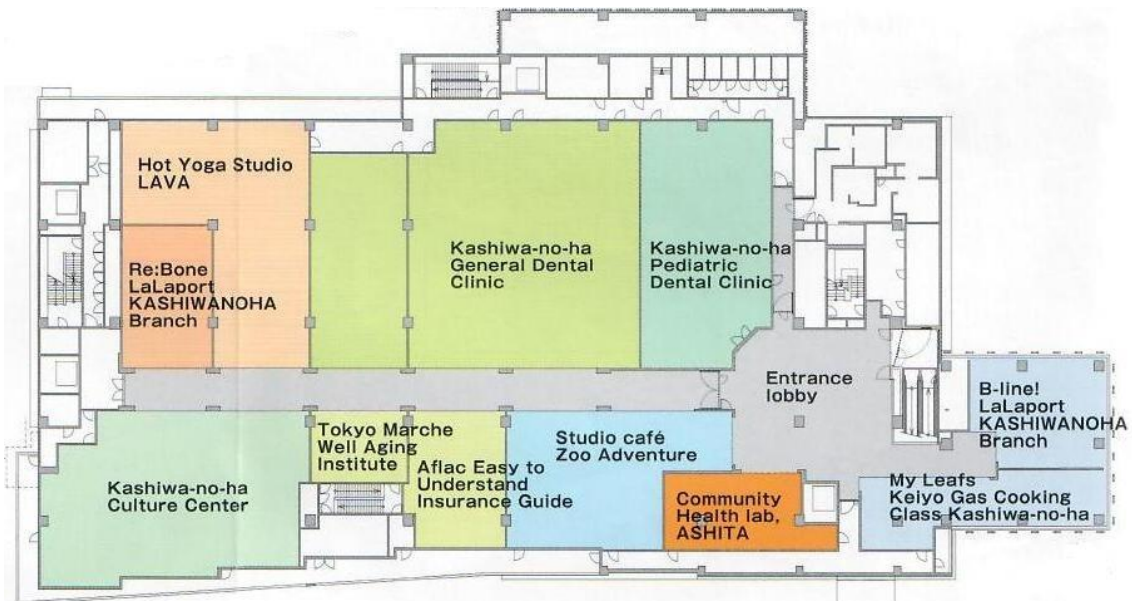 Hot Yoga Studio
LAVA
Re:Bone
LaLaport
KASHIWANOHA
Branch
Kashiwa-no-ha
General Dental
Clinic
Kashiwa-no-ha
Pediatric
Dental Clinic
Entrance
lobby
B-line!
LaLaport
KASHIWANOHA
Branch
Kashiwa-no-ha
Culture Center
Tokyo Marche
Well Aging
Institute
Aflac Easy to
Understand
Insurance Guide
Studio café
Zoo Adventure
Community
Health lab,
ASHITA
My Leafs
Keiyo Gas Cooking
Class Kashiwa-no-ha